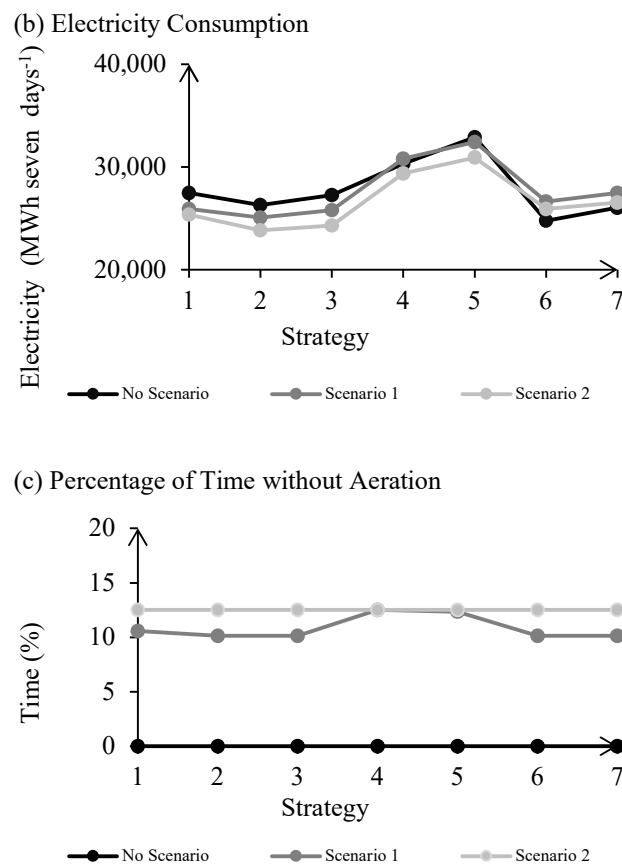 (b) Electricity Consumption
Electricity (MWh seven days⁻¹)
40,000
30,000
20,000
1 2 3 4 5 6 7
Strategy
No Scenario Scenario 1 Scenario 2
(c) Percentage of Time without Aeration
Time (%)
20
15
10
5
0
1 2 3 4 5 6 7
Strategy
No Scenario Scenario 1 Scenario 2